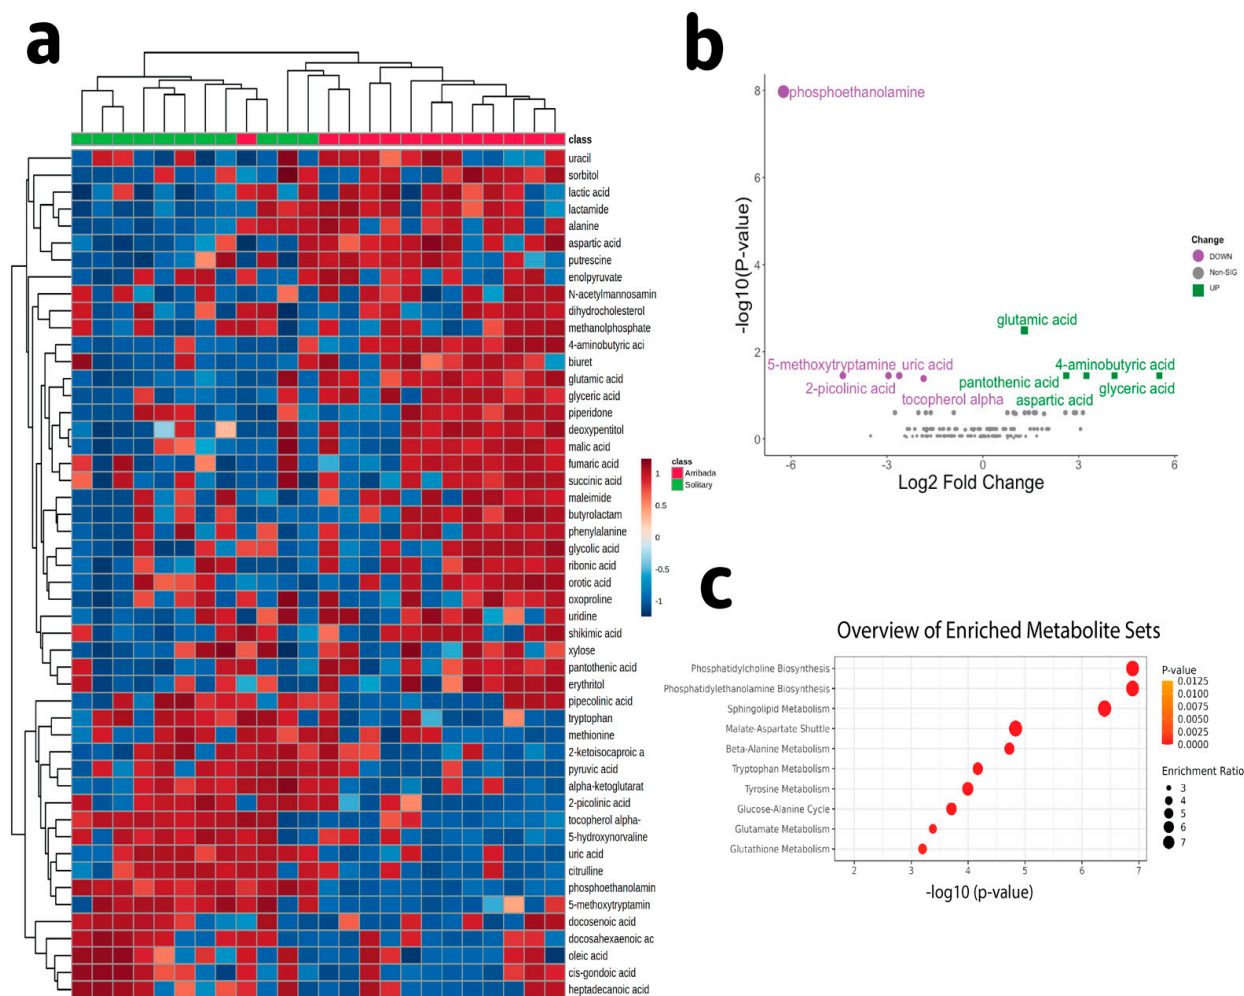 a
class
uracil
sorbitol
lactic acid
lactamide
alanine
aspartic acid
putrescine
enolpyruvate
N-acetylmannosamin
dihydrocholesterol
methanolphosphate
4-aminobutyric aci
biuret
glutamic acid
glyceric acid
piperidone
deoxypentitol
malic acid
fumaric acid
succinic acid
maleimide
butyrolactam
phenylalanine
glycolic acid
ribonic acid
orotic acid
oxoproline
uridine
shikimic acid
xylose
pantothenic acid
erythritol
pipecolinic acid
tryptophan
methionine
2-ketoisocaproic a
pyruvic acid
alpha-ketoglutarat
2-picolinic acid
tocopherol alpha-
5-hydroxynorvaline
uric acid
citrulline
phosphoethanolamin
5-methoxytryptamin
docosenoic acid
docosahexaenoic ac
oleic acid
cis-gondoic acid
heptadecanoic acid
class
Arribada
Solitary
1
0.5
0
-0.5
-1
b
-log10(P-value)
8
6
4
2
0
phosphoethanolamine
glutamic acid
5-methoxytryptamine uric acid
4-aminobutyric acid
2-picolinic acid
pantothenic acid
glyceric acid
tocopherol alpha
aspartic acid
-6
-3
0
3
6
Log2 Fold Change
Change
DOWN
Non-SIG
UP
c
Overview of Enriched Metabolite Sets
Phosphatidylcholine Biosynthesis
Phosphatidylethanolamine Biosynthesis
Sphingolipid Metabolism
Malate-Aspartate Shuttle
Beta-Alanine Metabolism
Tryptophan Metabolism
Tyrosine Metabolism
Glucose-Alanine Cycle
Glutamate Metabolism
Glutathione Metabolism
2
3
4
5
6
7
-log10 (p-value)
P-value
0.0125
0.0100
0.0075
0.0050
0.0025
0.0000
Enrichment Ratio
3
4
5
6
7